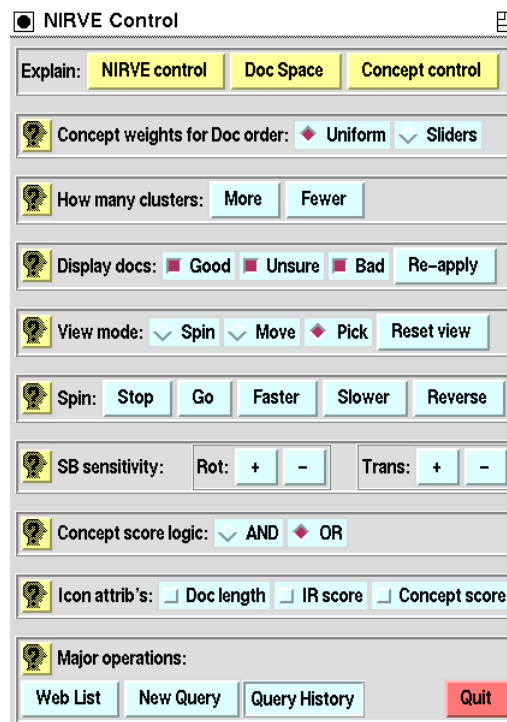 NIRVE Control
Explain: NIRVE control Doc Space Concept control
Concept weights for Doc order: Uniform Sliders
How many clusters: More Fewer
Display docs: Good Unsure Bad Re-apply
View mode: Spin Move Pick Reset view
Spin: Stop Go Faster Slower Reverse
SB sensitivity: Rot: + - Trans: + -
Concept score logic: AND OR
Icon attrib's: Doc length IR score Concept score
Major operations:
Web List New Query Query History Quit